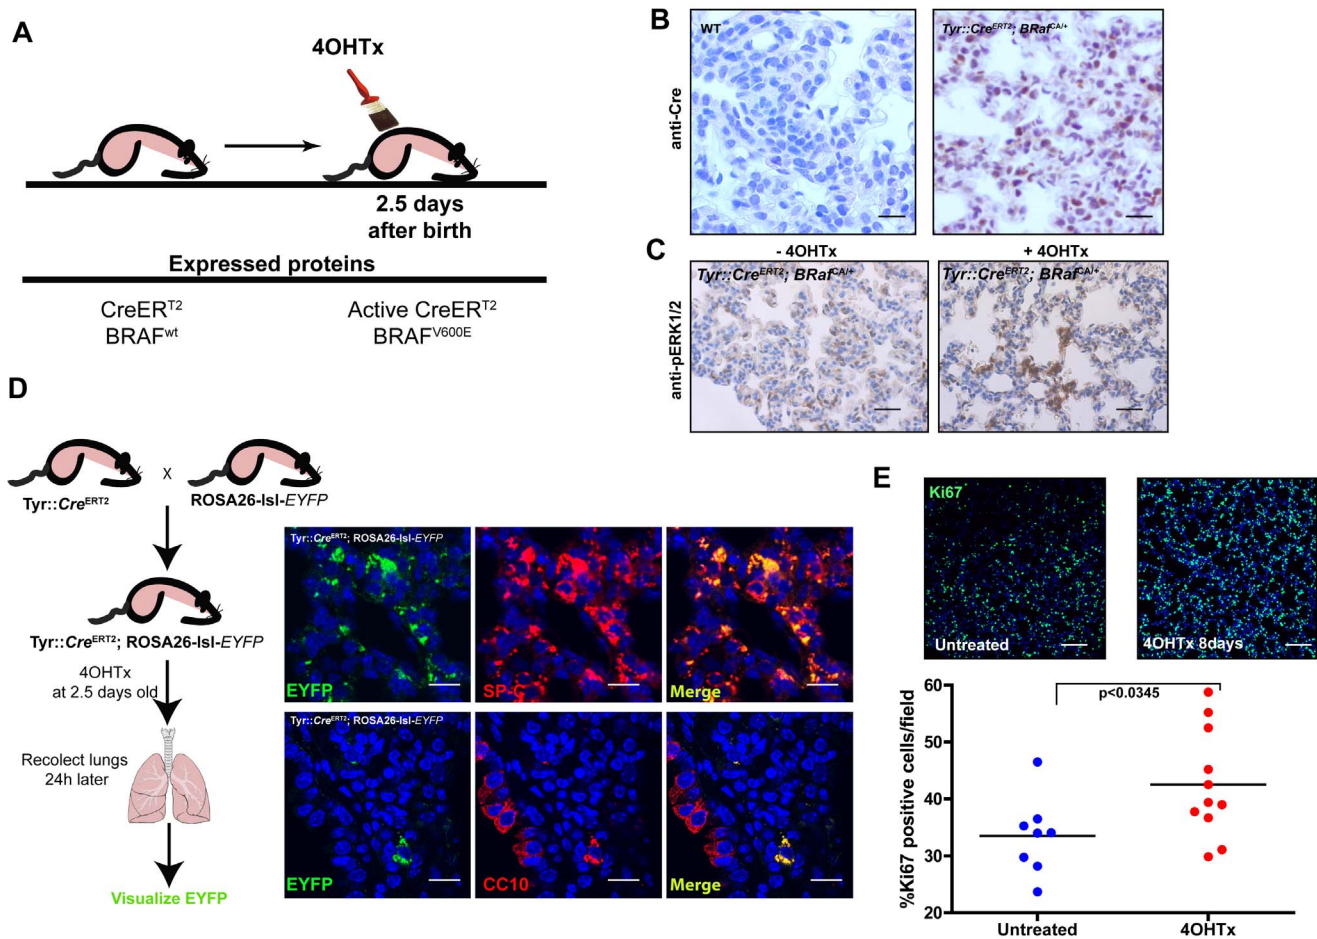 A
4OHTx
2.5 days
after birth
Expressed proteins
CreERT2
BRAFwt
Active CreERT2
BRAFV600E
B
anti-Cre
WT
Tyr::CreERT2; BRafCA/+
C
- 4OHTx
+ 4OHTx
anti-pERK1/2
Tyr::CreERT2; BRafCA/+
Tyr::CreERT2; BRafCA/+
D
Tyr::CreERT2
X
ROSA26-lsl-EYFP
Tyr::CreERT2; ROSA26-lsl-EYFP
4OHTx
at 2.5 days old
Recolect lungs
24h later
Visualize EYFP
Tyr::CreERT2; ROSA26-lsl-EYFP
EYFP
SP-C
Merge
Tyr::CreERT2; ROSA26-lsl-EYFP
EYFP
CC10
Merge
E
Ki67
Untreated
4OHTx 8days
%Ki67 positive cells/field
60
50
40
30
20
p<0.0345
Untreated
4OHTx